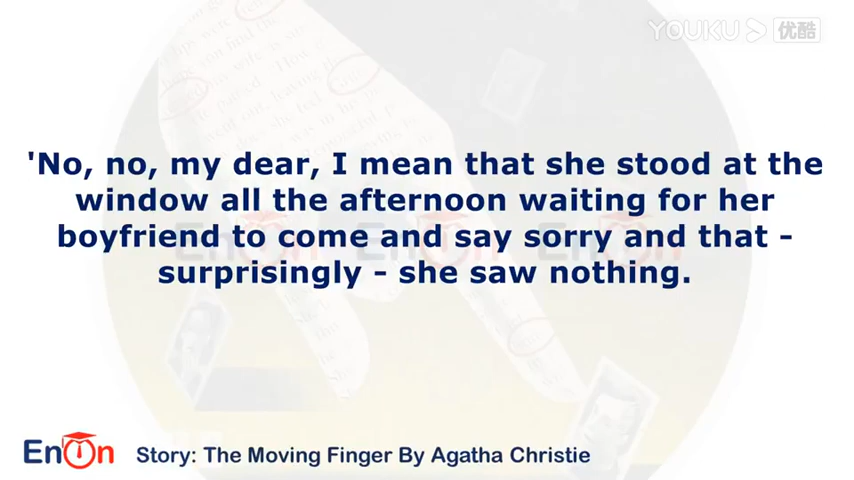 YOUKU 优酷
'No, no, my dear, I mean that she stood at the
window all the afternoon waiting for her
boyfriend to come and say sorry and that -
surprisingly - she saw nothing.
EnOn Story: The Moving Finger By Agatha Christie